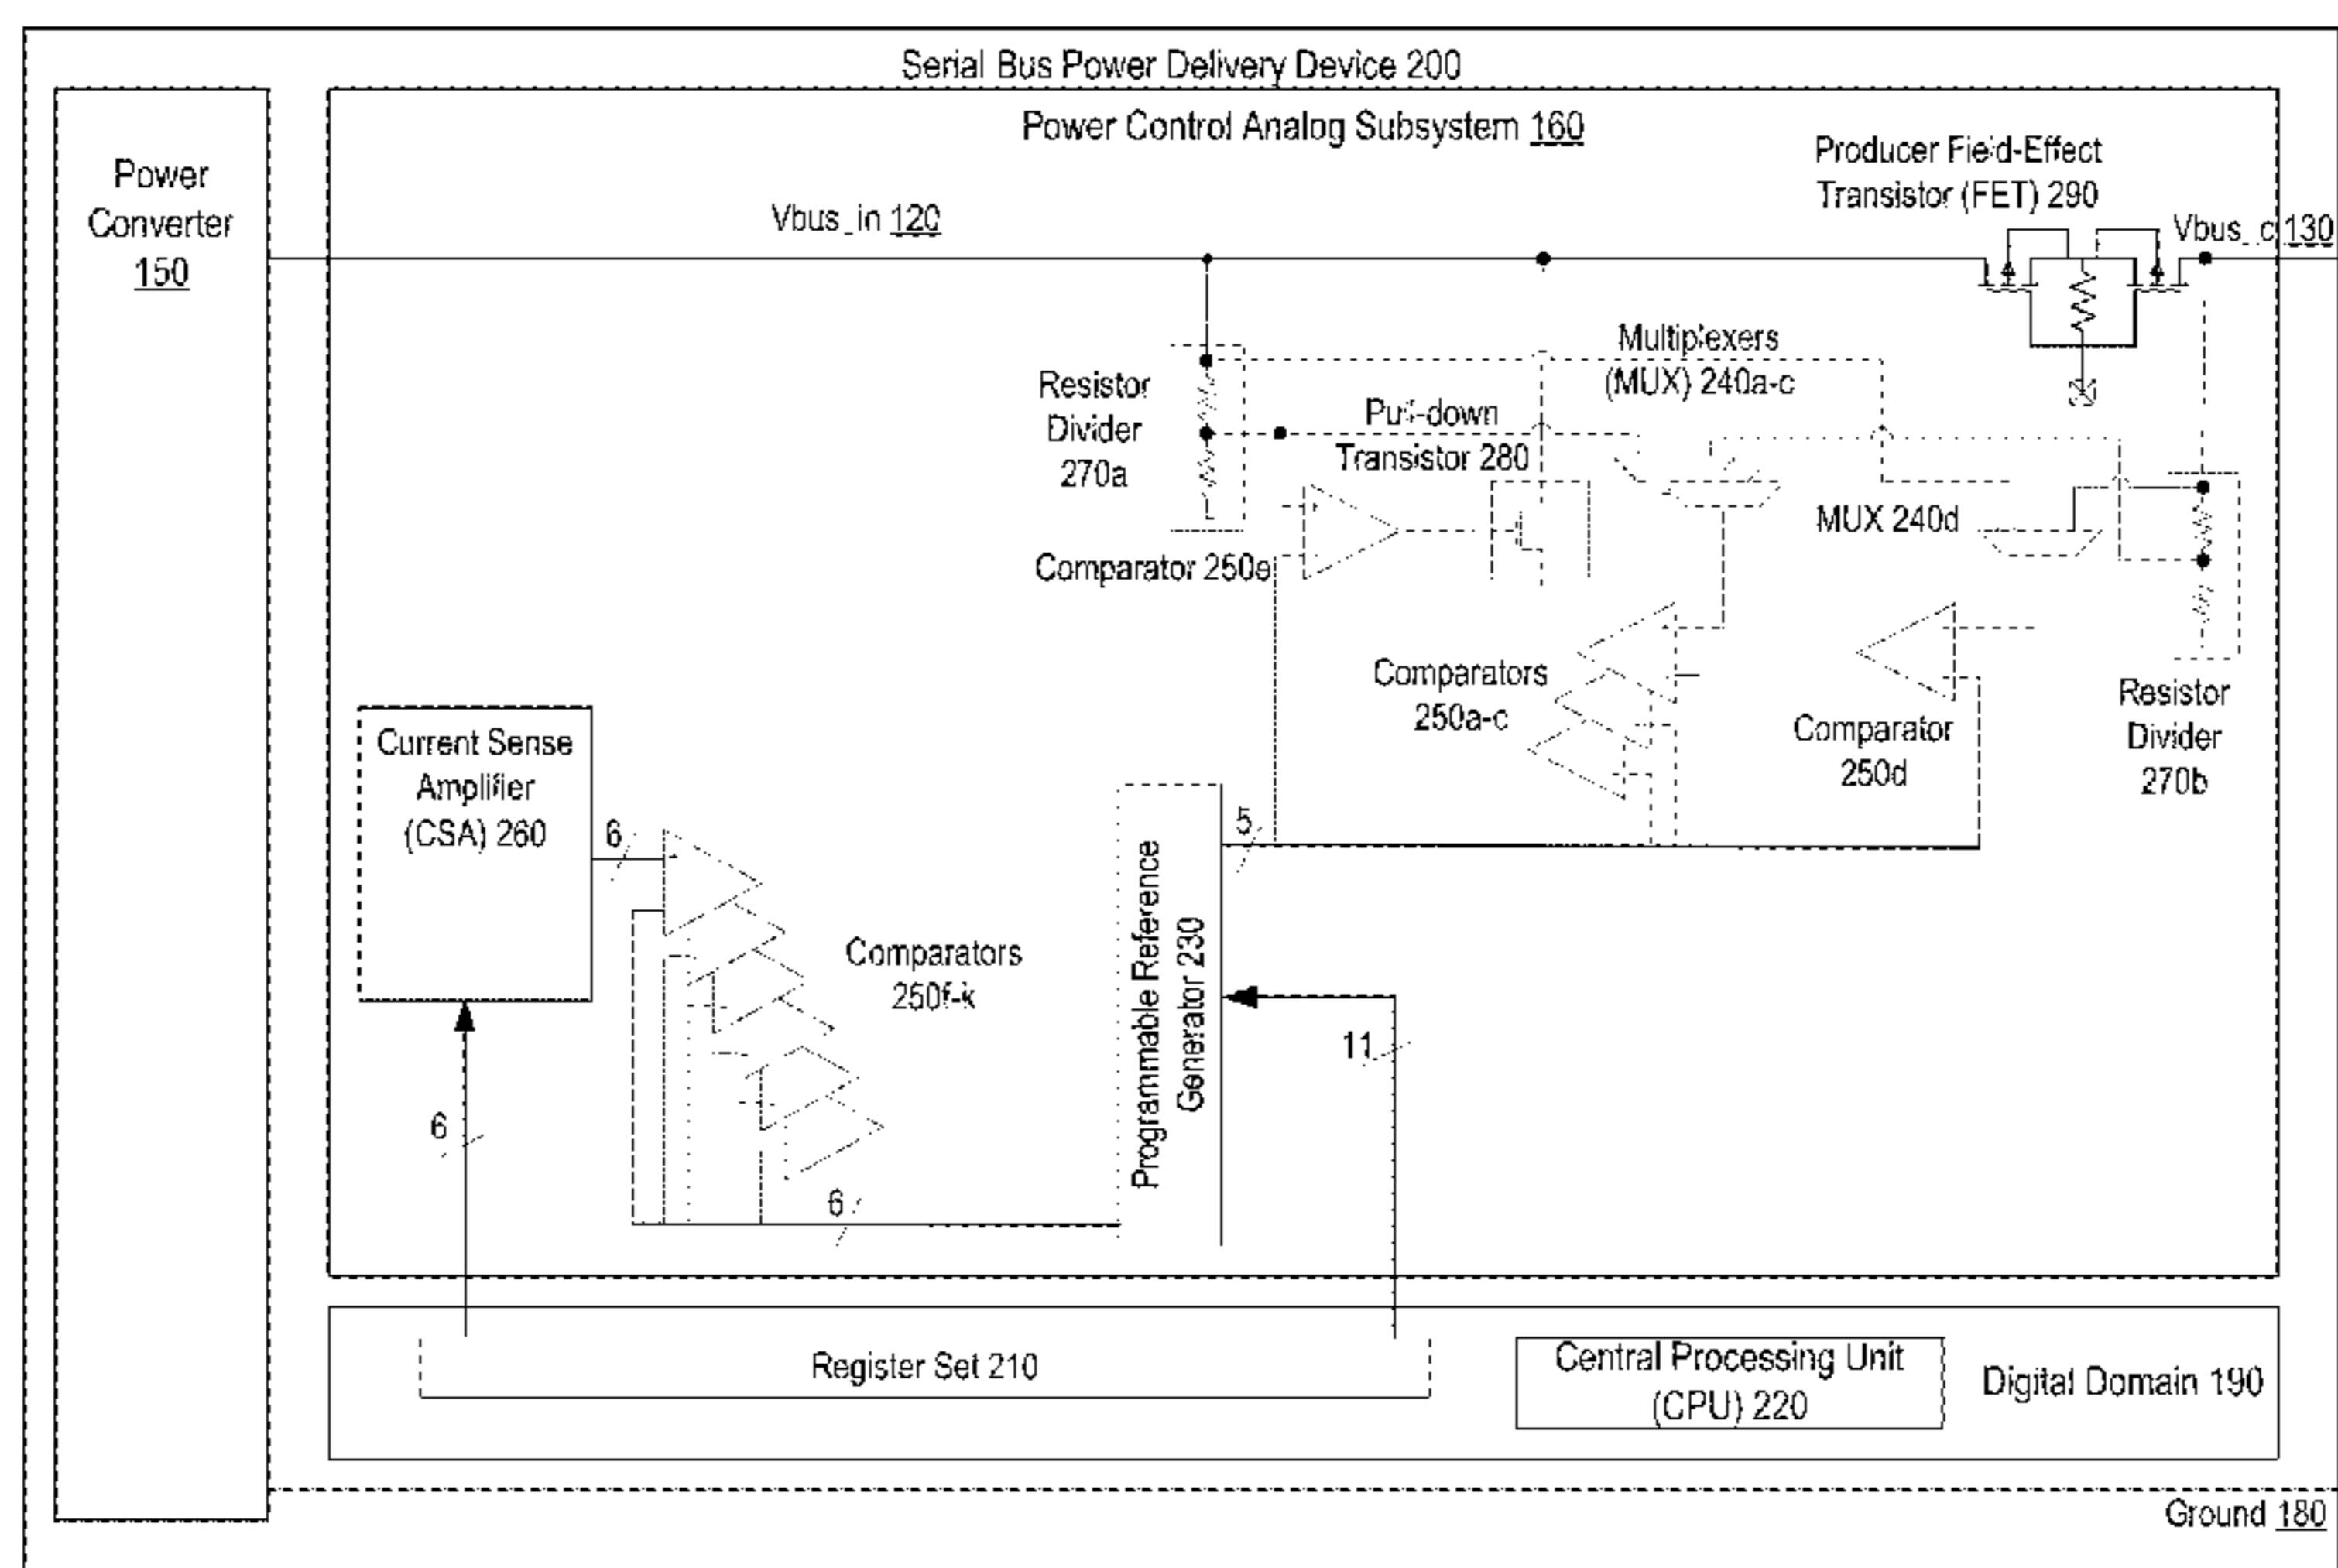 Serial Bus Power Delivery Device 200
Power Control Analog Subsystem 160
Power
Converter
150
Vbus_in 120
Producer Field-Effect
Transistor (FET) 290
Vbus_c 130
Multiplexers
(MUX) 240a-c
Resistor
Divider
270a
Pull-down
Transistor 280
MUX 240d
Comparator 250e
Comparators
250a-c
Comparator
250d
Resistor
Divider
270b
Current Sense
Amplifier
(CSA) 260
6
5
Comparators
250f-k
Programmable Reference
Generator 230
11
6
6
Register Set 210
Central Processing Unit
(CPU) 220
Digital Domain 190
Ground 180